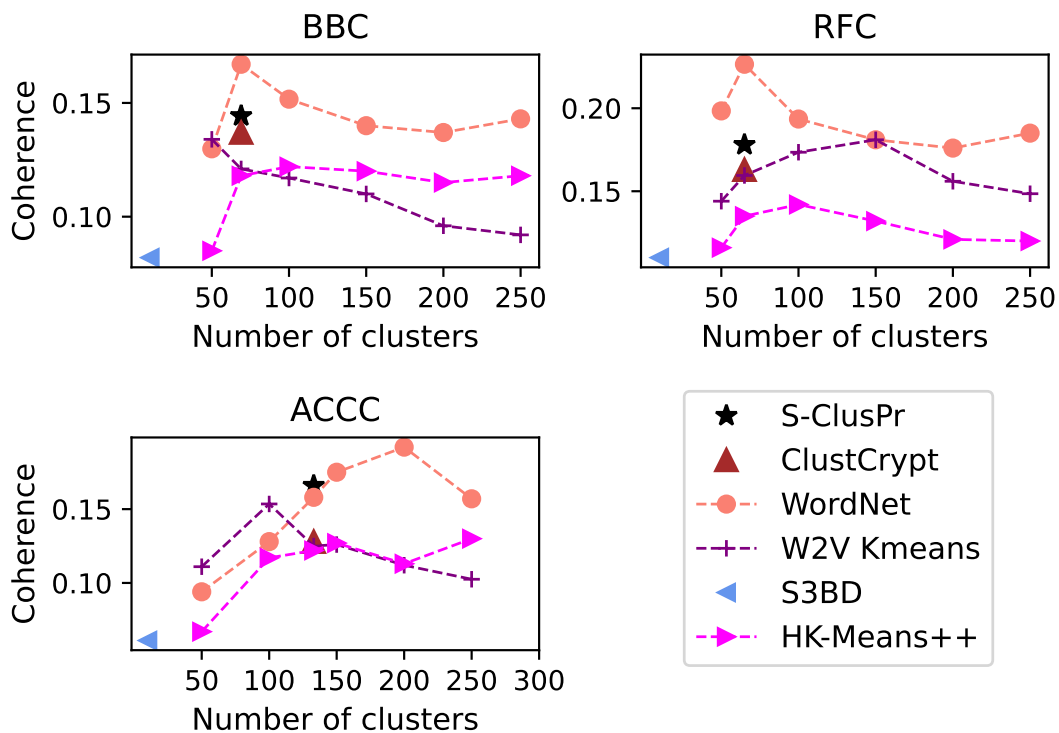 BBC
Coherence
0.15
0.10
50 100 150 200 250
Number of clusters
RFC
0.20
0.15
50 100 150 200 250
Number of clusters
ACCC
Coherence
0.15
0.10
50 100 150 200 250 300
Number of clusters
S-ClusPr
ClustCrypt
WordNet
W2V Kmeans
S3BD
HK-Means++